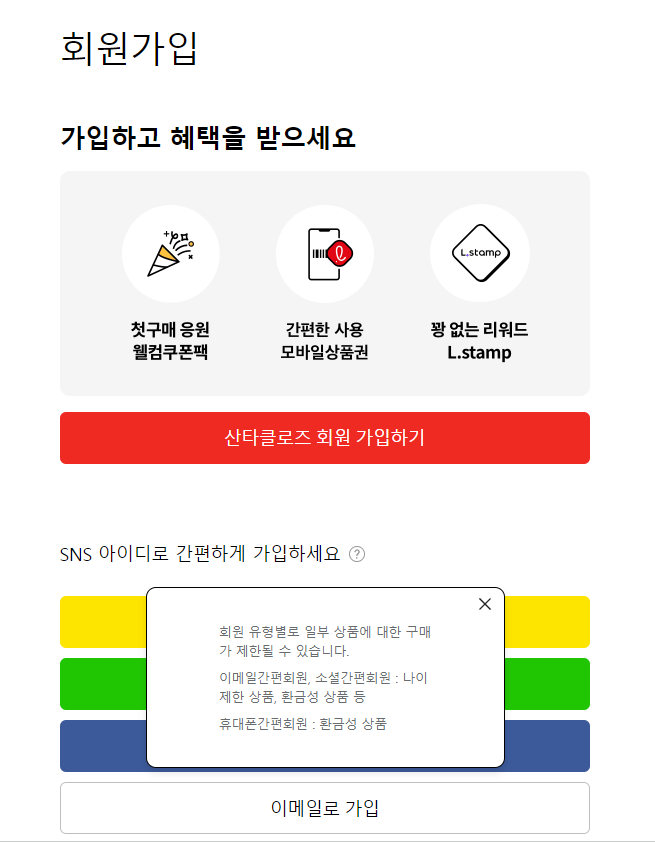 회원가입
가입하고 혜택을 받으세요
L.stamp
첫구매 응원
웰컴쿠폰팩
간편한 사용
모바일상품권
꽝 없는 리워드
L.stamp
산타클로즈 회원 가입하기
SNS 아이디로 간편하게 가입하세요 ?
회원 유형별로 일부 상품에 대한 구매
가 제한될 수 있습니다.
이메일간편회원, 소셜간편회원 : 나이
제한 상품, 환금성 상품 등
휴대폰간편회원 : 환금성 상품
이메일로 가입